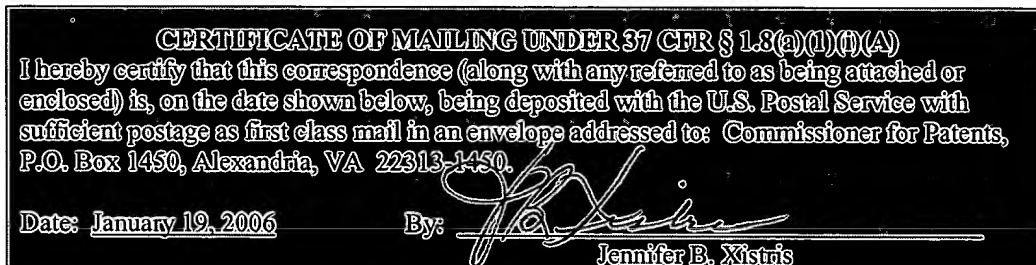 CERTIFICATE OF MAILING UNDER 37 CFR § 1.8(a)(1)(i)(A)
I hereby certify that this correspondence (along with any referred to as being attached or
enclosed) is, on the date shown below, being deposited with the U.S. Postal Service with
sufficient postage as first class mail in an envelope addressed to: Commissioner for Patents,
P.O. Box 1450, Alexandria, VA 22313-1450.
Date: January 19, 2006 By: JB Xistris
Jennifer B. Xistris